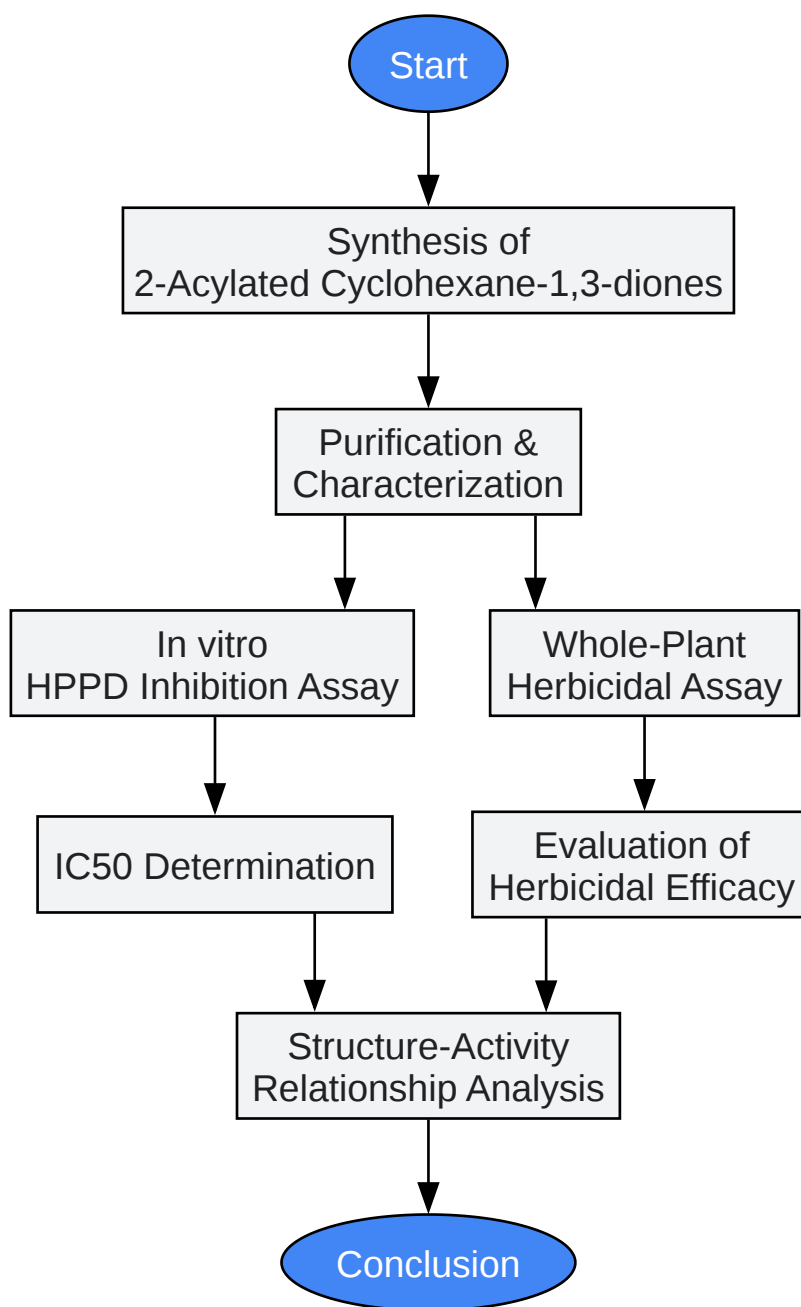 Start
Synthesis of
2-Acylated Cyclohexane-1,3-diones
Purification &
Characterization
In vitro
HPPD Inhibition Assay
Whole-Plant
Herbicidal Assay
IC50 Determination
Evaluation of
Herbicidal Efficacy
Structure-Activity
Relationship Analysis
Conclusion